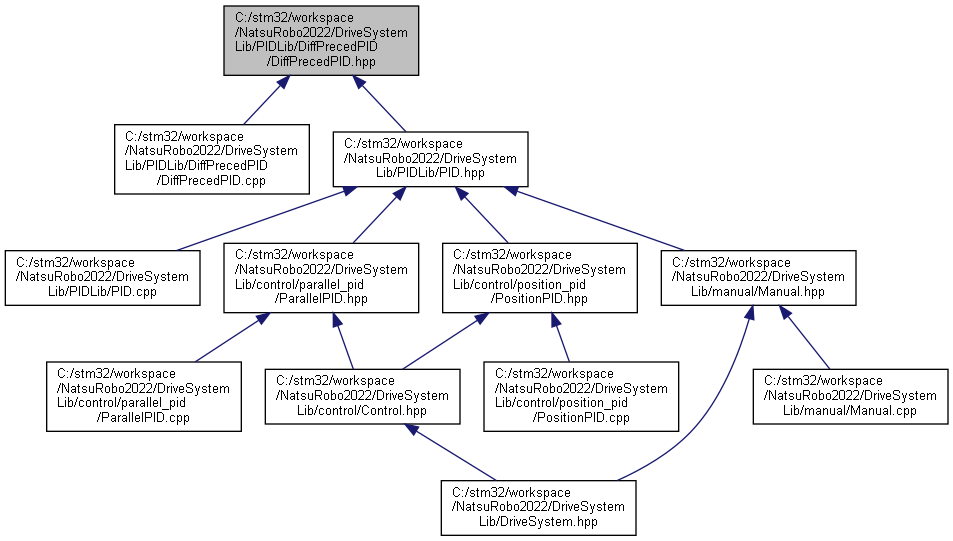 C:/stm32/workspace
/NatsuRobo2022/DriveSystem
Lib/PIDLib/DiffPrecedPID
/DiffPrecedPID.hpp
C:/stm32/workspace
/NatsuRobo2022/DriveSystem
Lib/PIDLib/DiffPrecedPID
/DiffPrecedPID.cpp
C:/stm32/workspace
/NatsuRobo2022/DriveSystem
Lib/PIDLib/PID.hpp
C:/stm32/workspace
/NatsuRobo2022/DriveSystem
Lib/PIDLib/PID.cpp
C:/stm32/workspace
/NatsuRobo2022/DriveSystem
Lib/control/parallel_pid
/ParallelPID.hpp
C:/stm32/workspace
/NatsuRobo2022/DriveSystem
Lib/control/position_pid
/PositionPID.hpp
C:/stm32/workspace
/NatsuRobo2022/DriveSystem
Lib/manual/Manual.hpp
C:/stm32/workspace
/NatsuRobo2022/DriveSystem
Lib/control/parallel_pid
/ParallelPID.cpp
C:/stm32/workspace
/NatsuRobo2022/DriveSystem
Lib/control/Control.hpp
C:/stm32/workspace
/NatsuRobo2022/DriveSystem
Lib/control/position_pid
/PositionPID.cpp
C:/stm32/workspace
/NatsuRobo2022/DriveSystem
Lib/manual/Manual.cpp
C:/stm32/workspace
/NatsuRobo2022/DriveSystem
Lib/DriveSystem.hpp